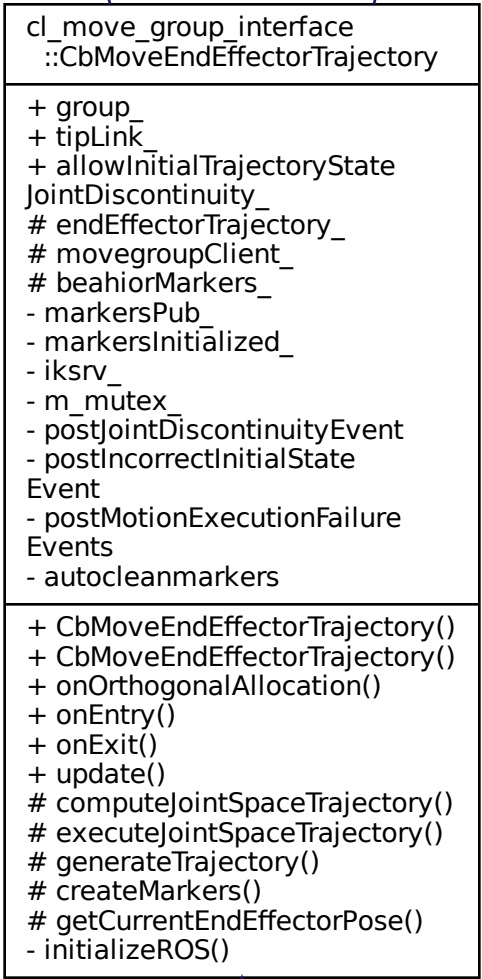 cl_move_group_interface
::CbMoveEndEffectorTrajectory
+ group_
+ tipLink_
+ allowInitialTrajectoryState
JointDiscontinuity_
# endEffectorTrajectory_
# movegroupClient_
# beahiorMarkers_
- markersPub_
- markersInitialized_
- iksrv_
- m_mutex_
- postJointDiscontinuityEvent
- postIncorrectInitialState
Event
- postMotionExecutionFailure
Events
- autocleanmarkers
+ CbMoveEndEffectorTrajectory()
+ CbMoveEndEffectorTrajectory()
+ onOrthogonalAllocation()
+ onEntry()
+ onExit()
+ update()
# computeJointSpaceTrajectory()
# executeJointSpaceTrajectory()
# generateTrajectory()
# createMarkers()
# getCurrentEndEffectorPose()
- initializeROS()